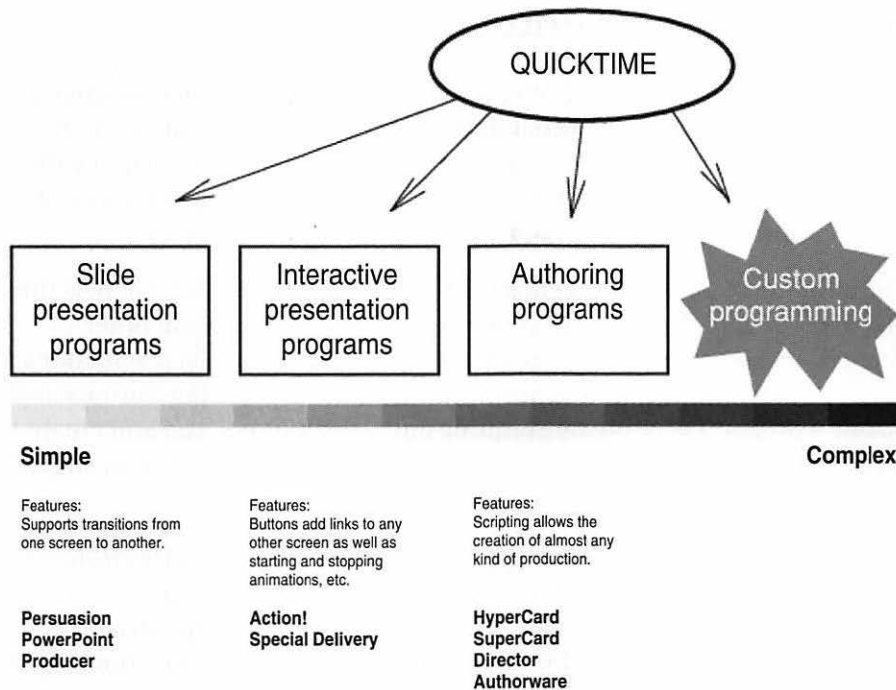 QUICKTIME
Slide
presentation
programs
Interactive
presentation
programs
Authoring
programs
Custom
programming
Simple
Complex
Features:
Supports transitions from
one screen to another.
Features:
Buttons add links to any
other screen as well as
starting and stopping
animations, etc.
Features:
Scripting allows the
creation of almost any
kind of production.
Persuasion
PowerPoint
Producer
Action!
Special Delivery
HyperCard
SuperCard
Director
Authorware